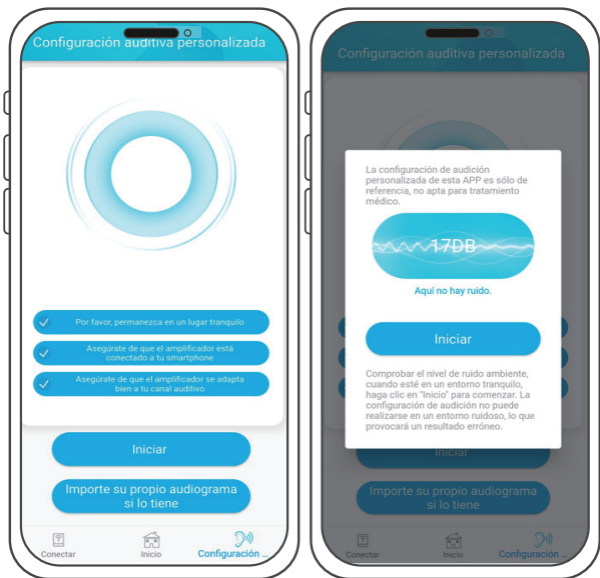 Configuración auditiva personalizada
Por favor, permanezca en un lugar tranquilo
Asegúrate de que el amplificador está
conectado a tu smartphone
Asegúrate de que el amplificador se adapta
bien a tu canal auditivo
Iniciar
Importe su propio audiograma
si lo tiene
Conectar
Inicio
Configuración ...
Configuración auditiva personalizada
La configuración de audición
personalizada de esta APP es sólo de
referencia, no apta para tratamiento
médico.
17DB
Aquí no hay ruido.
Iniciar
Comprobar el nivel de ruido ambiente,
cuando esté en un entorno tranquilo,
haga clic en "Inicio" para comenzar. La
configuración de audición no puede
realizarse en un entorno ruidoso, lo que
provocará un resultado erróneo.
Iniciar
Importe su propio audiograma
si lo tiene
Conectar
Inicio
Configuración ...